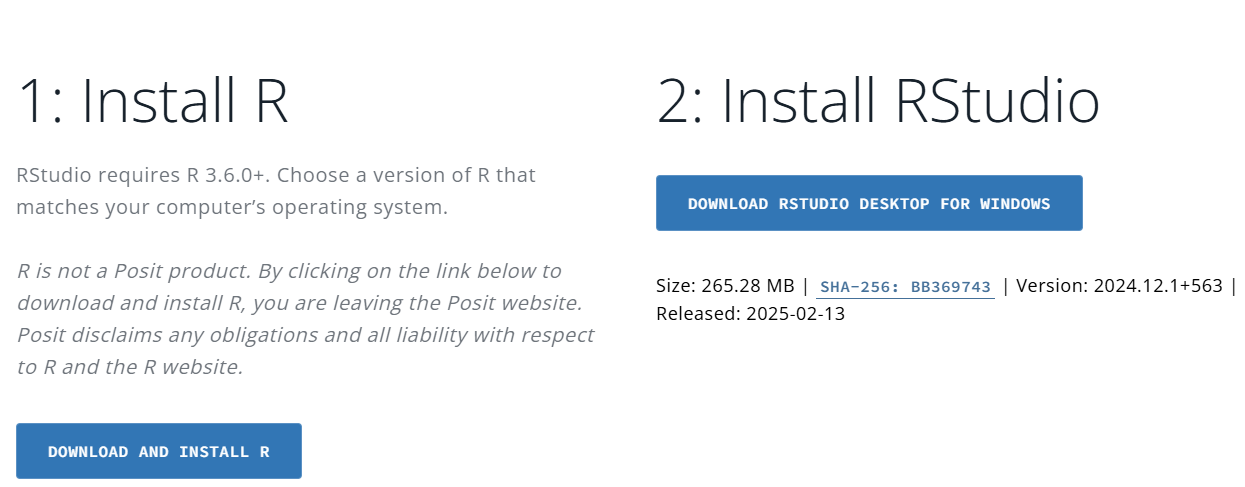 1: Install R
RStudio requires R 3.6.0+. Choose a version of R that
matches your computer’s operating system.
R is not a Posit product. By clicking on the link below to
download and install R, you are leaving the Posit website.
Posit disclaims any obligations and all liability with respect
to R and the R website.
DOWNLOAD AND INSTALL R
2: Install RStudio
DOWNLOAD RSTUDIO DESKTOP FOR WINDOWS
Size: 265.28 MB | SHA-256: BB369743 | Version: 2024.12.1+563 |
Released: 2025-02-13